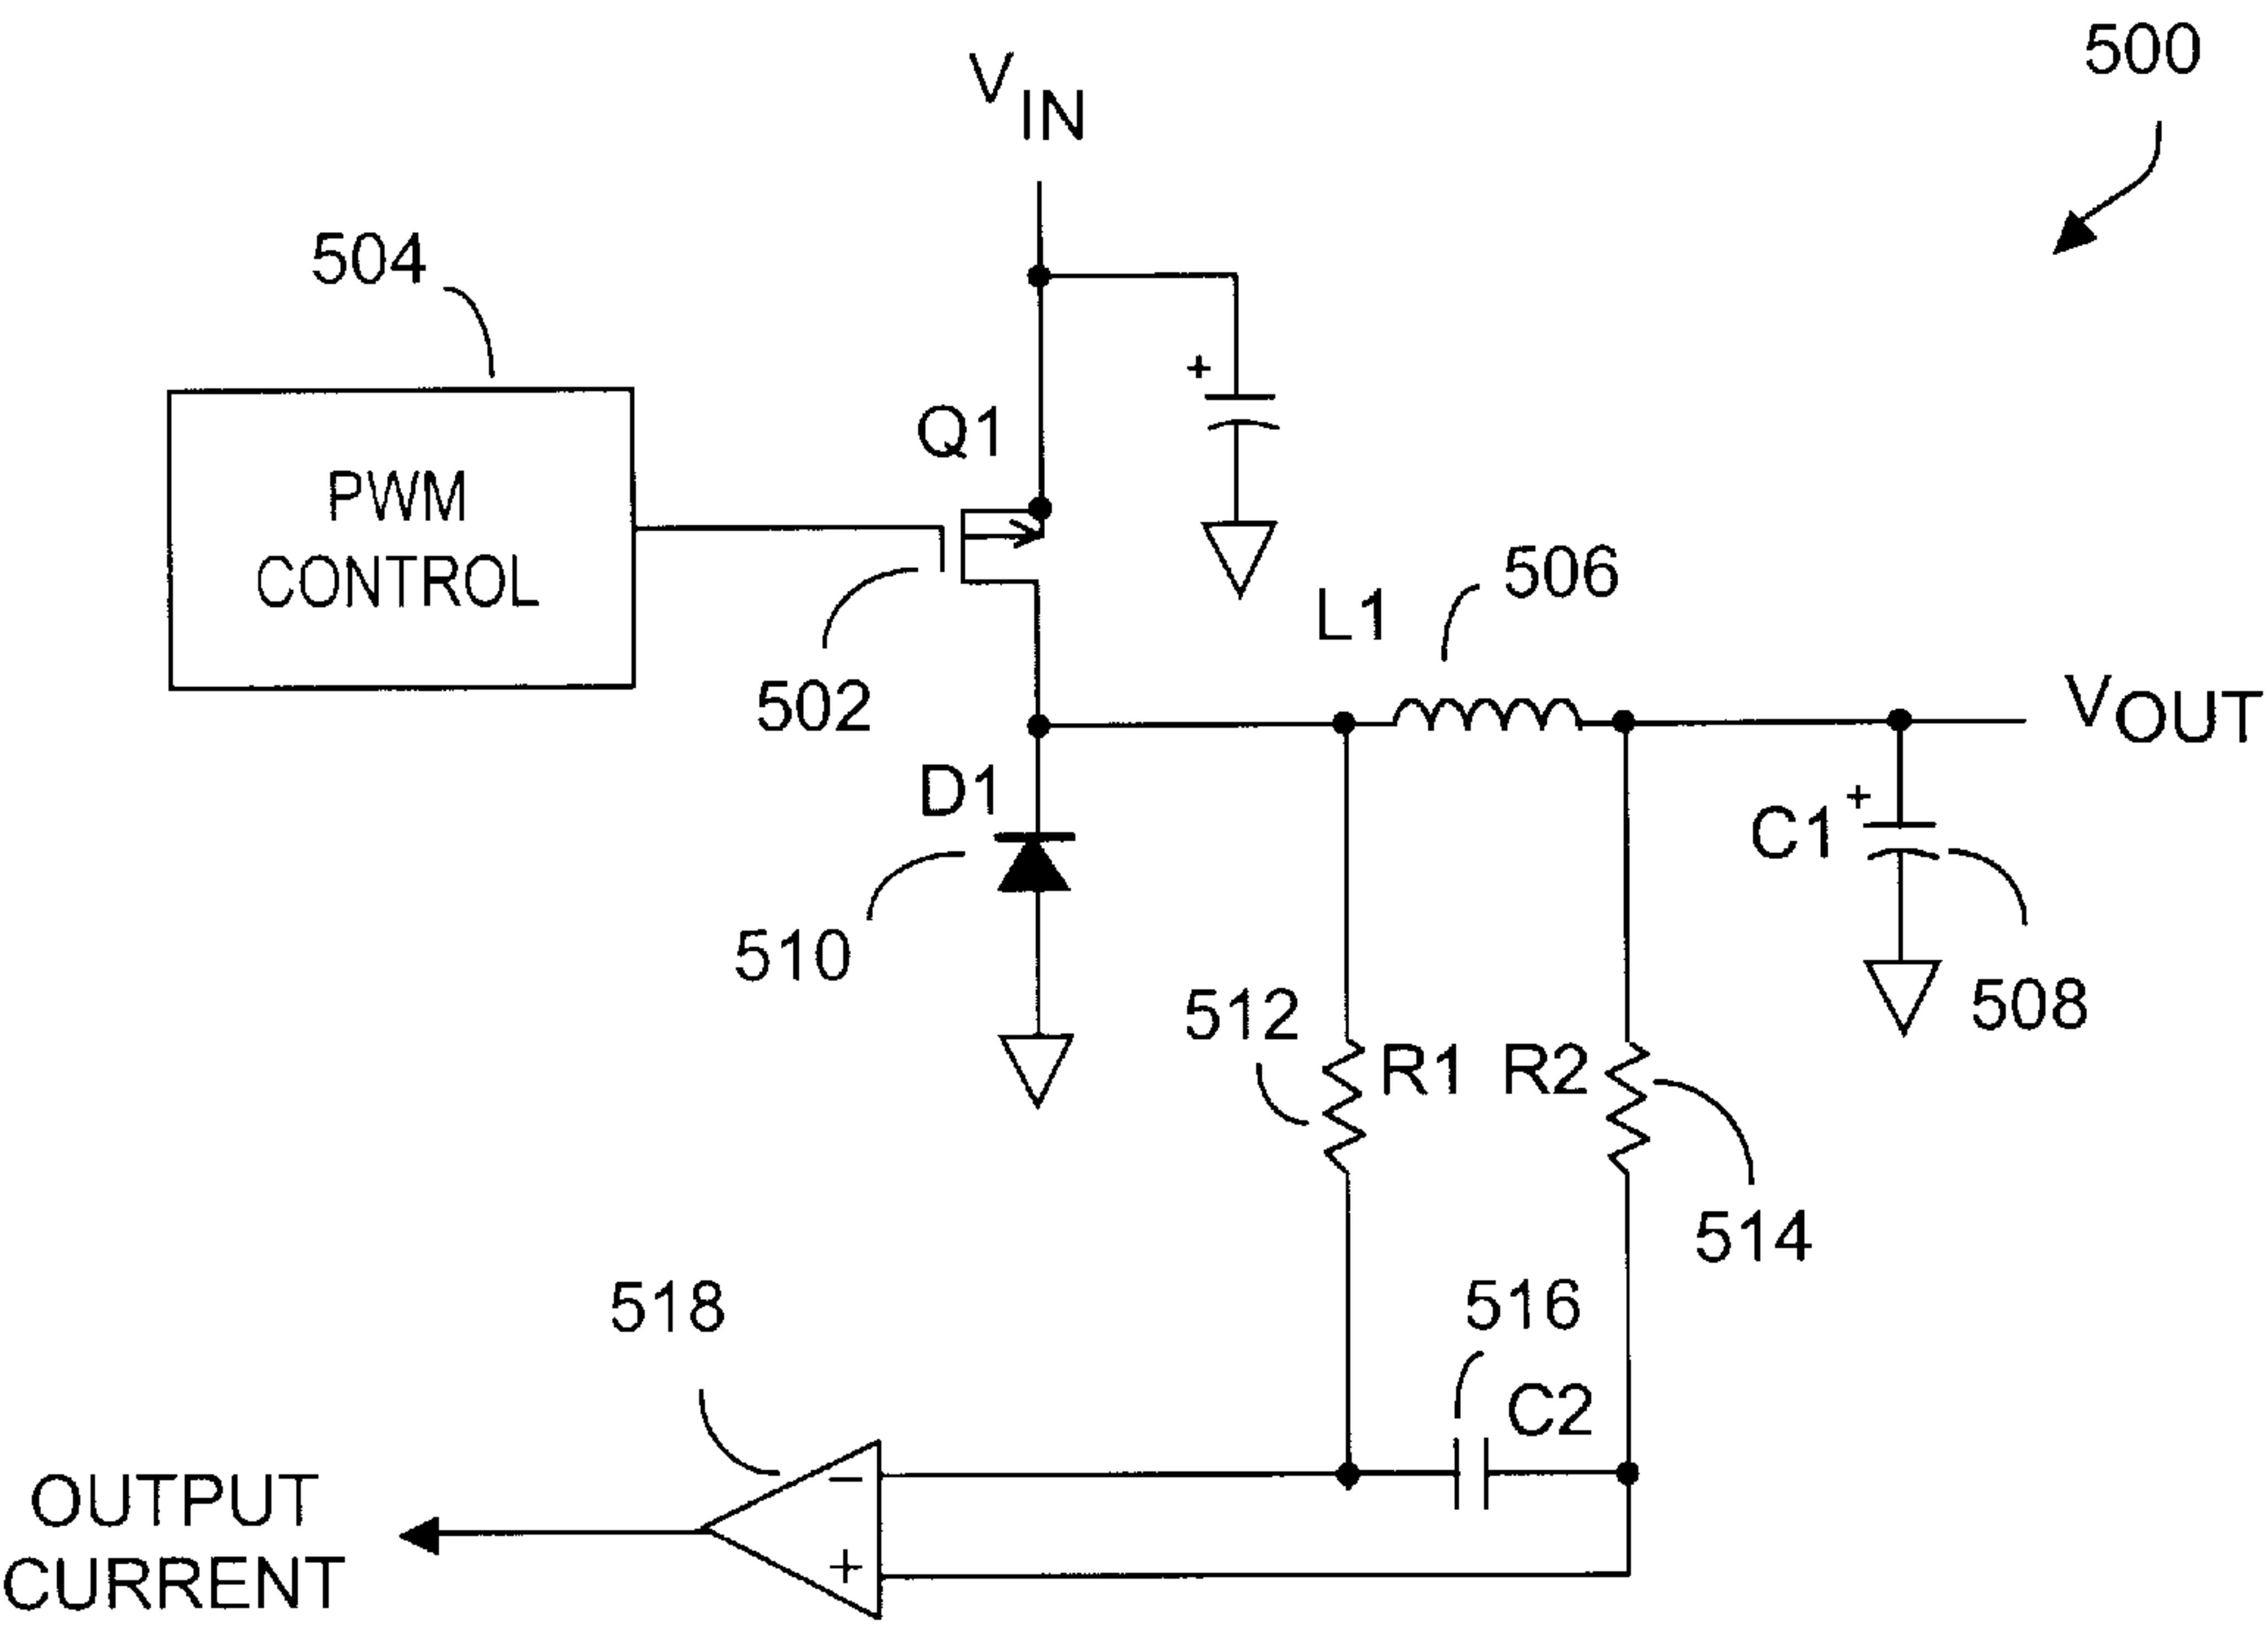 500
VIN
504
Q1
+
PWM
CONTROL
506
L1
502
VOUT
D1
C1
+
510
512
508
R1
R2
514
518
516
C2
−
+
OUTPUT
CURRENT